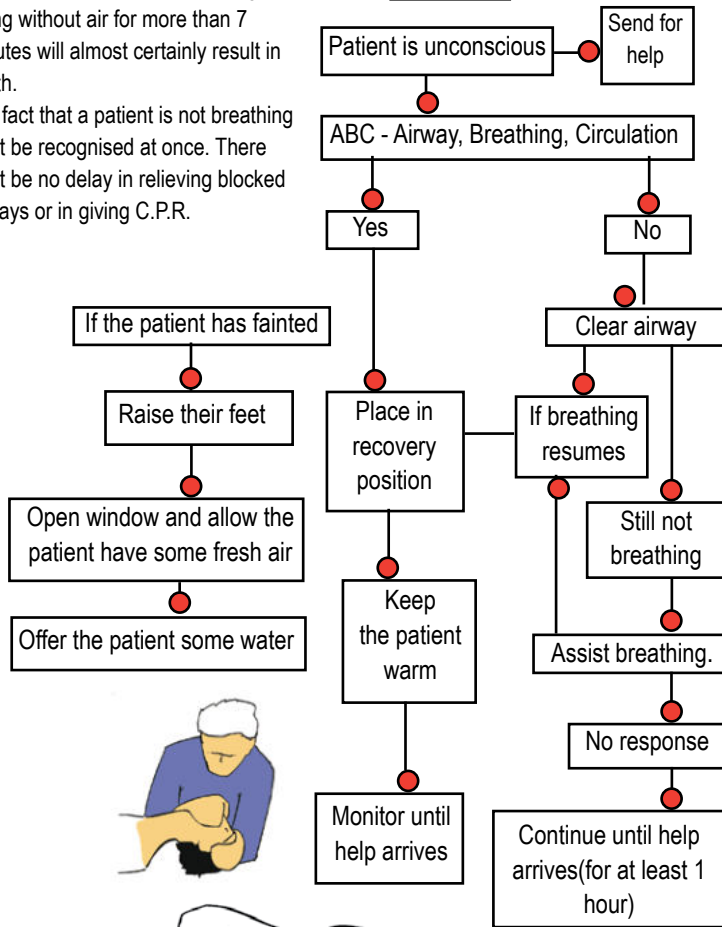 ng without air for more than 7
utes will almost certainly result in
th.
fact that a patient is not breathing
t be recognised at once. There
t be no delay in relieving blocked
ays or in giving C.P.R.
Patient is unconscious
Send for
help
ABC - Airway, Breathing, Circulation
Yes
No
Clear airway
If the patient has fainted
Raise their feet
Open window and allow the
patient have some fresh air
Offer the patient some water
Place in
recovery
position
If breathing
resumes
Still not
breathing
Keep
the patient
warm
Assist breathing.
No response
Monitor until
help arrives
Continue until help
arrives(for at least 1
hour)